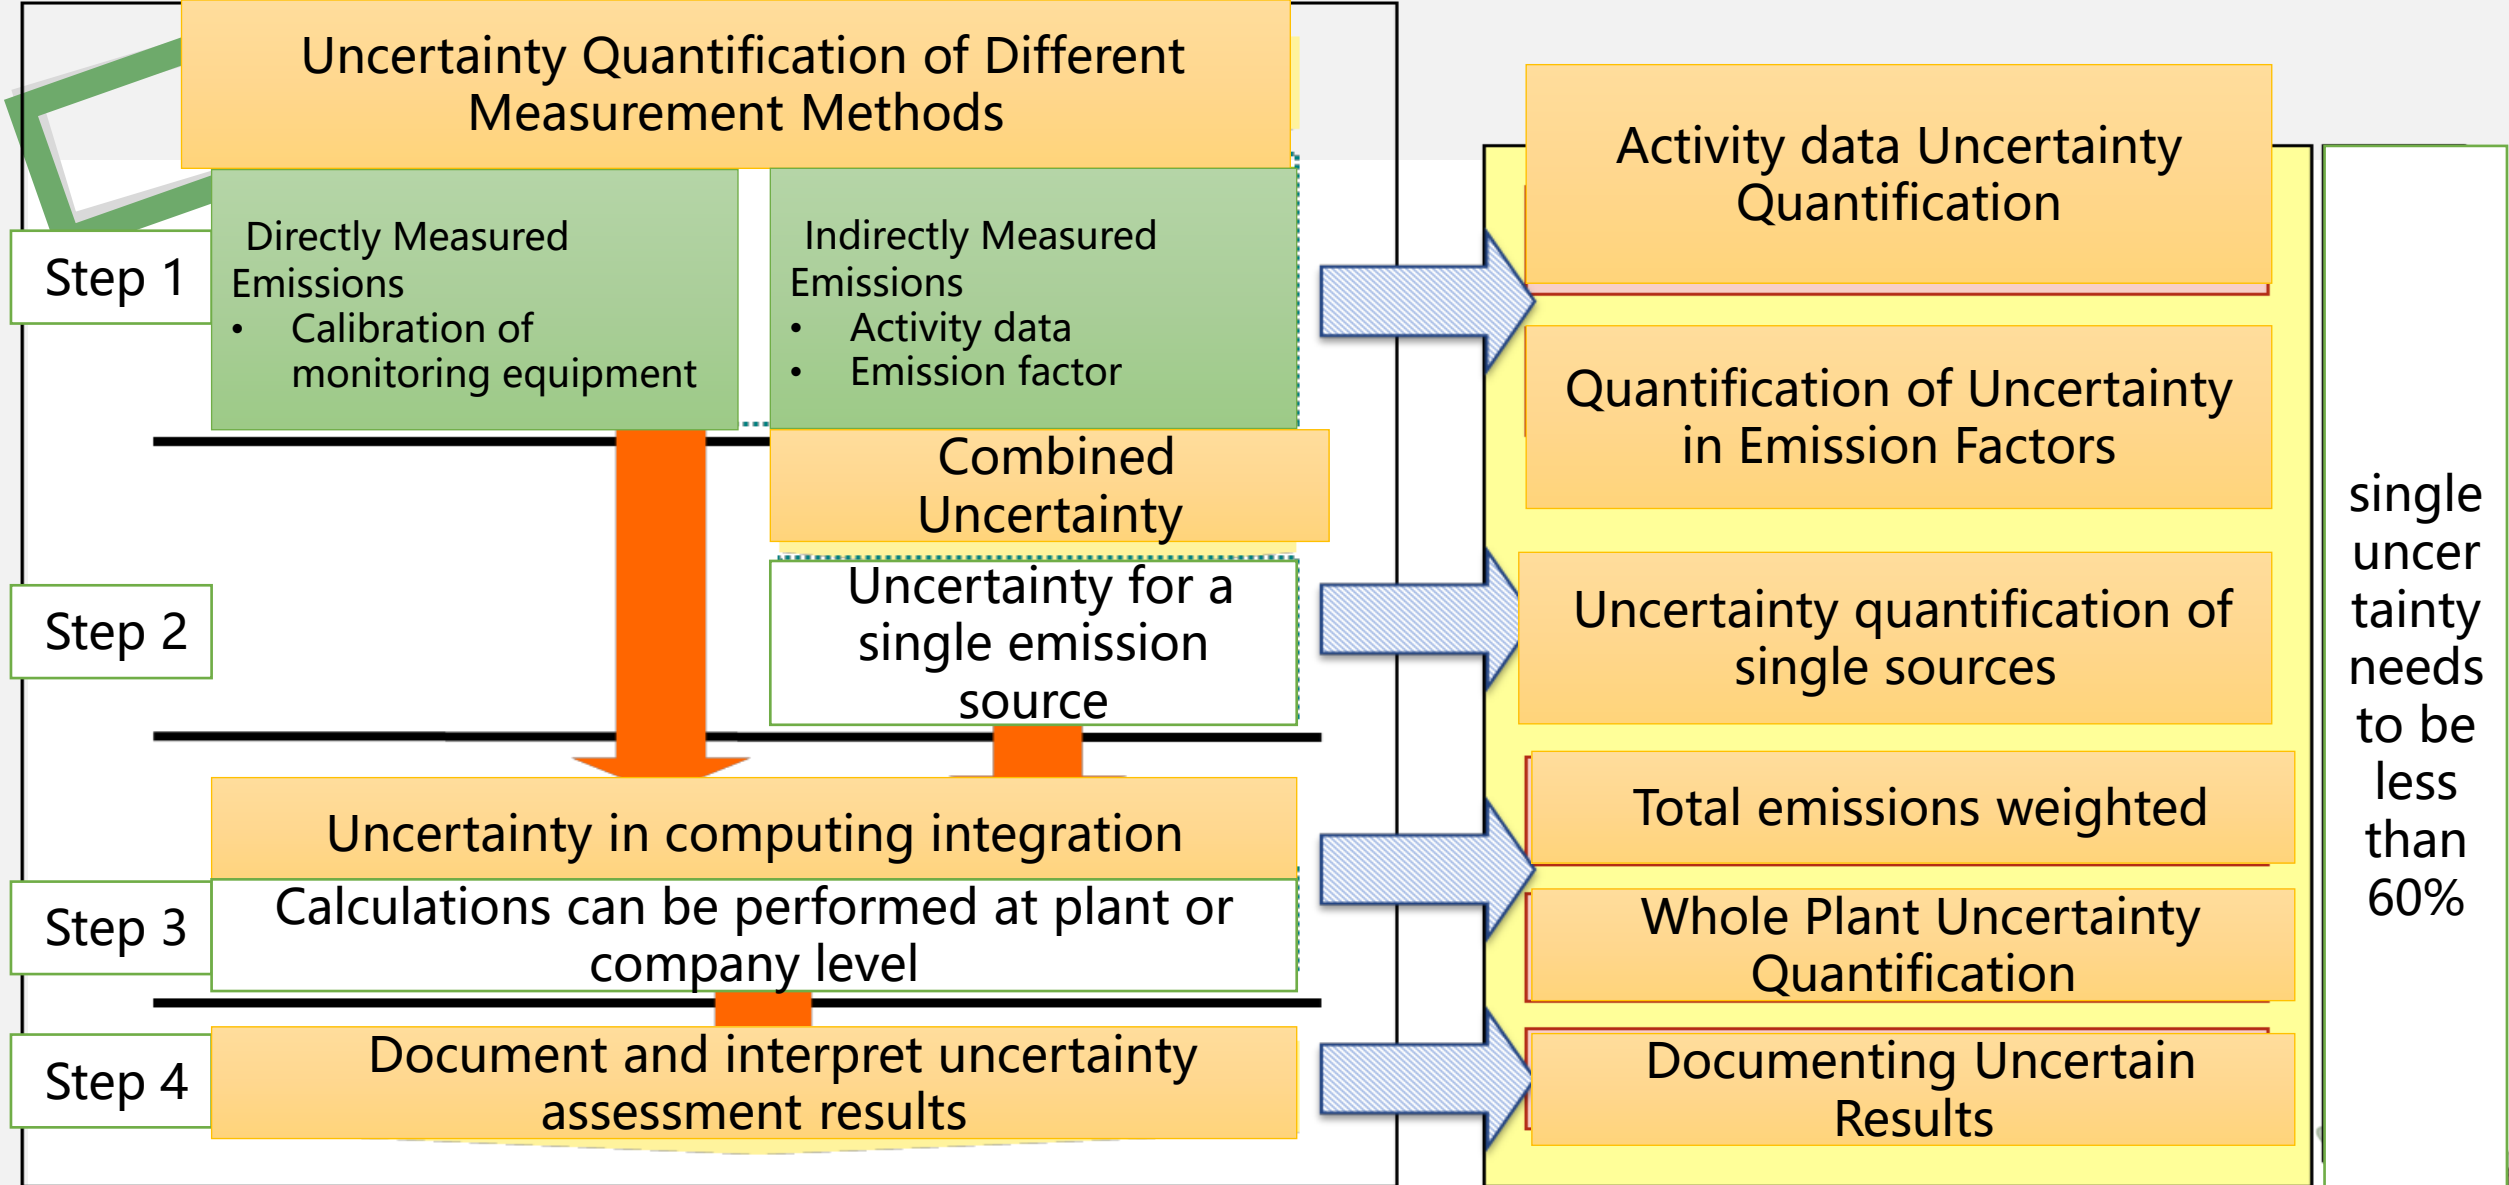 Uncertainty Quantification of Different
Measurement Methods
Step 1
Directly Measured
Emissions
• Calibration of
monitoring equipment
Indirectly Measured
Emissions
• Activity data
• Emission factor
Combined
Uncertainty
Step 2
Uncertainty for a
single emission
source
Uncertainty in computing integration
Step 3
Calculations can be performed at plant or
company level
Step 4
Document and interpret uncertainty
assessment results
Activity data Uncertainty
Quantification
Quantification of Uncertainty
in Emission Factors
Uncertainty quantification of
single sources
Total emissions weighted
Whole Plant Uncertainty
Quantification
Documenting Uncertain
Results
single
uncer
tainty
needs
to be
less
than
60%